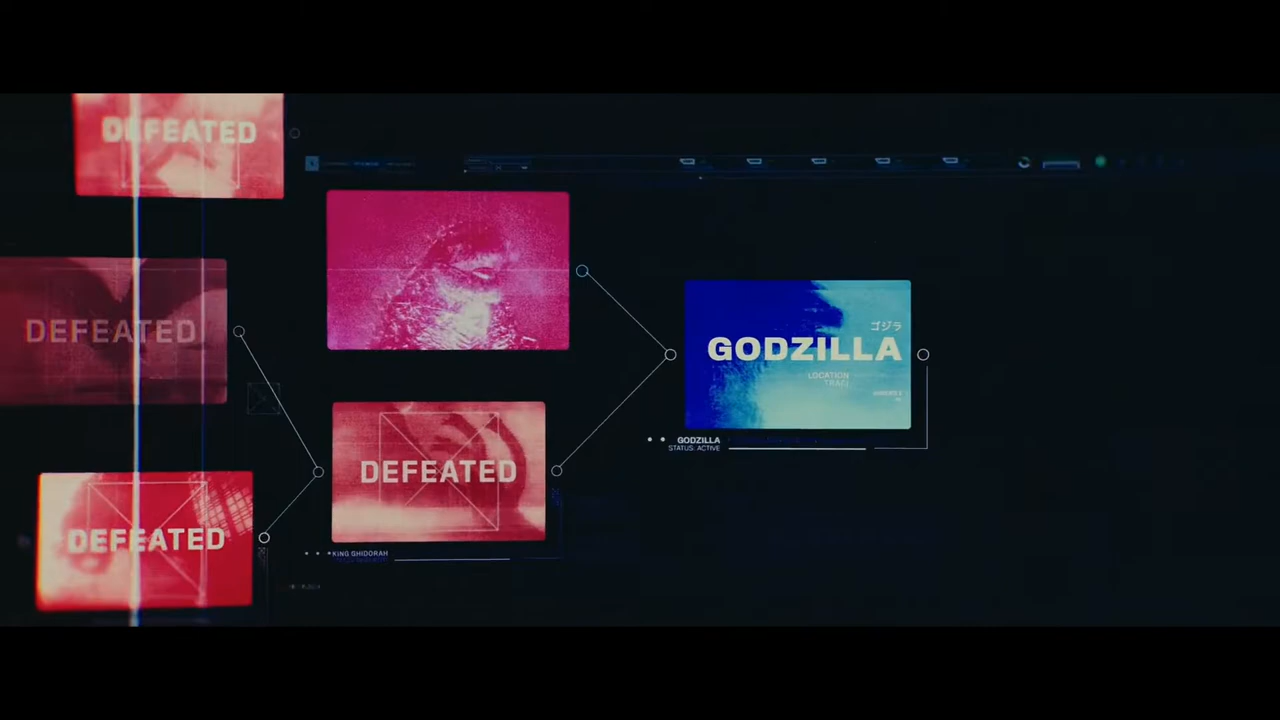 DEFEATED
DEFEATED
DEFEATED
DEFEATED
KING GHIDORAH
ゴジラ
GODZILLA
LOCATION
GODZILLA
STATUS: ACTIVE